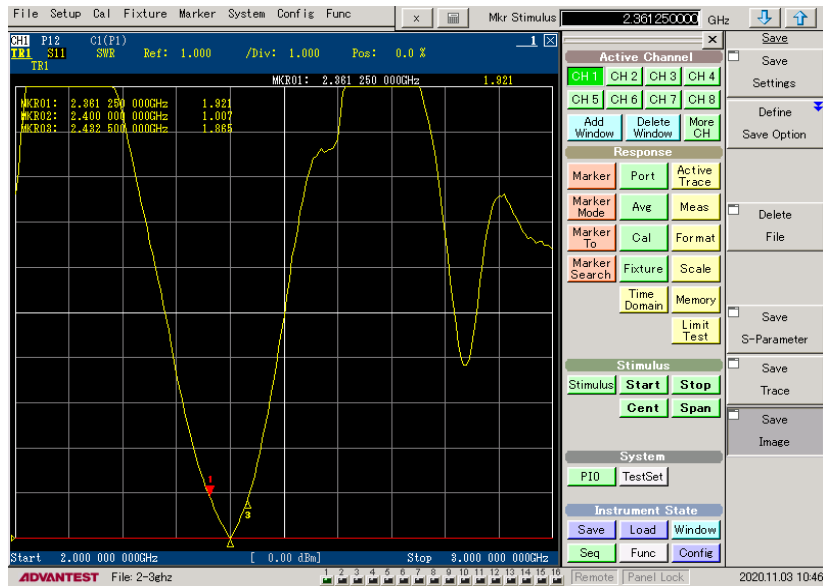 File Setup Cal Fixture Marker System Config Func
x
Mkr Stimulus 2.361250000 GHz
CH1 P12 C1(P1) 1
TR1 S11 SWR Ref: 1.000 /Div: 1.000 Pos: 0.0 %
TR1
MKR01: 2.361 250 000GHz 1.921
MKR01: 2.361 250 000GHz 1.921
MKR02: 2.400 000 000GHz 1.007
MKR03: 2.432 500 000GHz 1.865
1
3
Start 2.000 000 000GHz [ 0.00 dBm] Stop 3.000 000 000GHz
Active Channel
CH 1 CH 2 CH 3 CH 4
CH 5 CH 6 CH 7 CH 8
Add Window
Delete Window
More CH
Response
Marker Port Active Trace
Marker Mode Avg Meas
Marker To Cal Format
Marker Search Fixture Scale
Time Domain Memory
Limit Test
Stimulus
Stimulus Start Stop
Cent Span
System
PIO TestSet
Instrument State
Save Load Window
Seq Func Config
Save
Save
Settings
Define
Save Option
Delete
File
Save
S-Parameter
Save
Trace
Save
Image
ADVANTEST File: 2-3ghz
1 2 3 4 5 6 7 8 9 10 11 12 13 14 15 16
Remote Panel Lock 2020.11.03 10:46